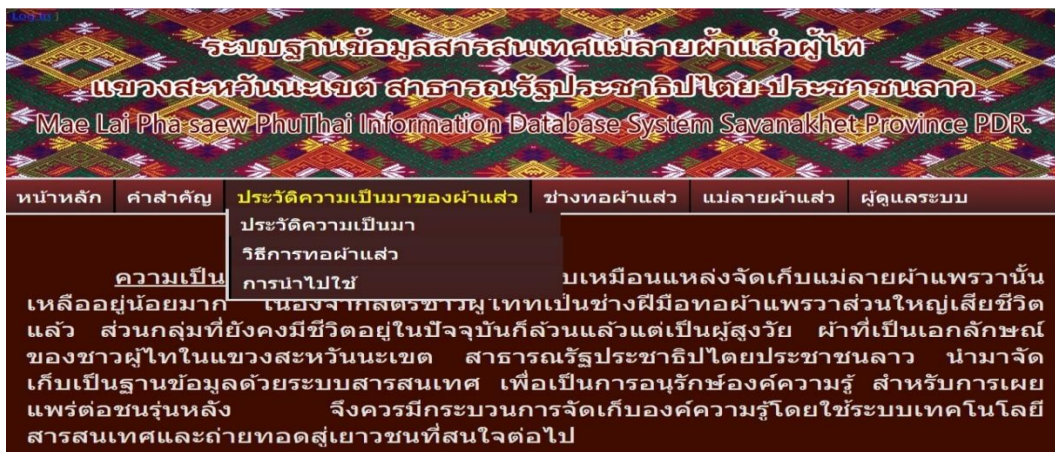 Log in
ระบบฐานข้อมูลสารสนเทศแม่ลายผ้าแส่วผู้ไท
แขวงสะหวันนะเขต สาธารณรัฐประชาธิปไตย ประชาชนลาว
Mae Lai Pha saew PhuThai Information Database System Savanakhet Province PDR.
หน้าหลัก คำสำคัญ ประวัติความเป็นมาของผ้าแส่ว ช่างทอผ้าแส่ว แม่ลายผ้าแส่ว ผู้ดูแลระบบ
ประวัติความเป็นมา
วิธีการทอผ้าแส่ว
การนำไปใช้
ความเป็น บเหมือนแหล่งจัดเก็บแม่ลายผ้าแพรวานั้น
เหลืออยู่น้อยมาก เนื่องจากสตรีชาวผู้ไทที่เป็นช่างฝีมือทอผ้าแพรวาส่วนใหญ่เสียชีวิต
แล้ว ส่วนกลุ่มที่ยังคงมีชีวิตอยู่ในปัจจุบันก็ล้วนแล้วแต่เป็นผู้สูงวัย ผ้าที่เป็นเอกลักษณ์
ของชาวผู้ไทในแขวงสะหวันนะเขต สาธารณรัฐประชาธิปไตยประชาชนลาว นำมาจัด
เก็บเป็นฐานข้อมูลด้วยระบบสารสนเทศ เพื่อเป็นการอนุรักษ์องค์ความรู้ สำหรับการเผย
แพร่ต่อชนรุ่นหลัง จึงควรมีกระบวนการจัดเก็บองค์ความรู้โดยใช้ระบบเทคโนโลยี
สารสนเทศและถ่ายทอดสู่เยาวชนที่สนใจต่อไป